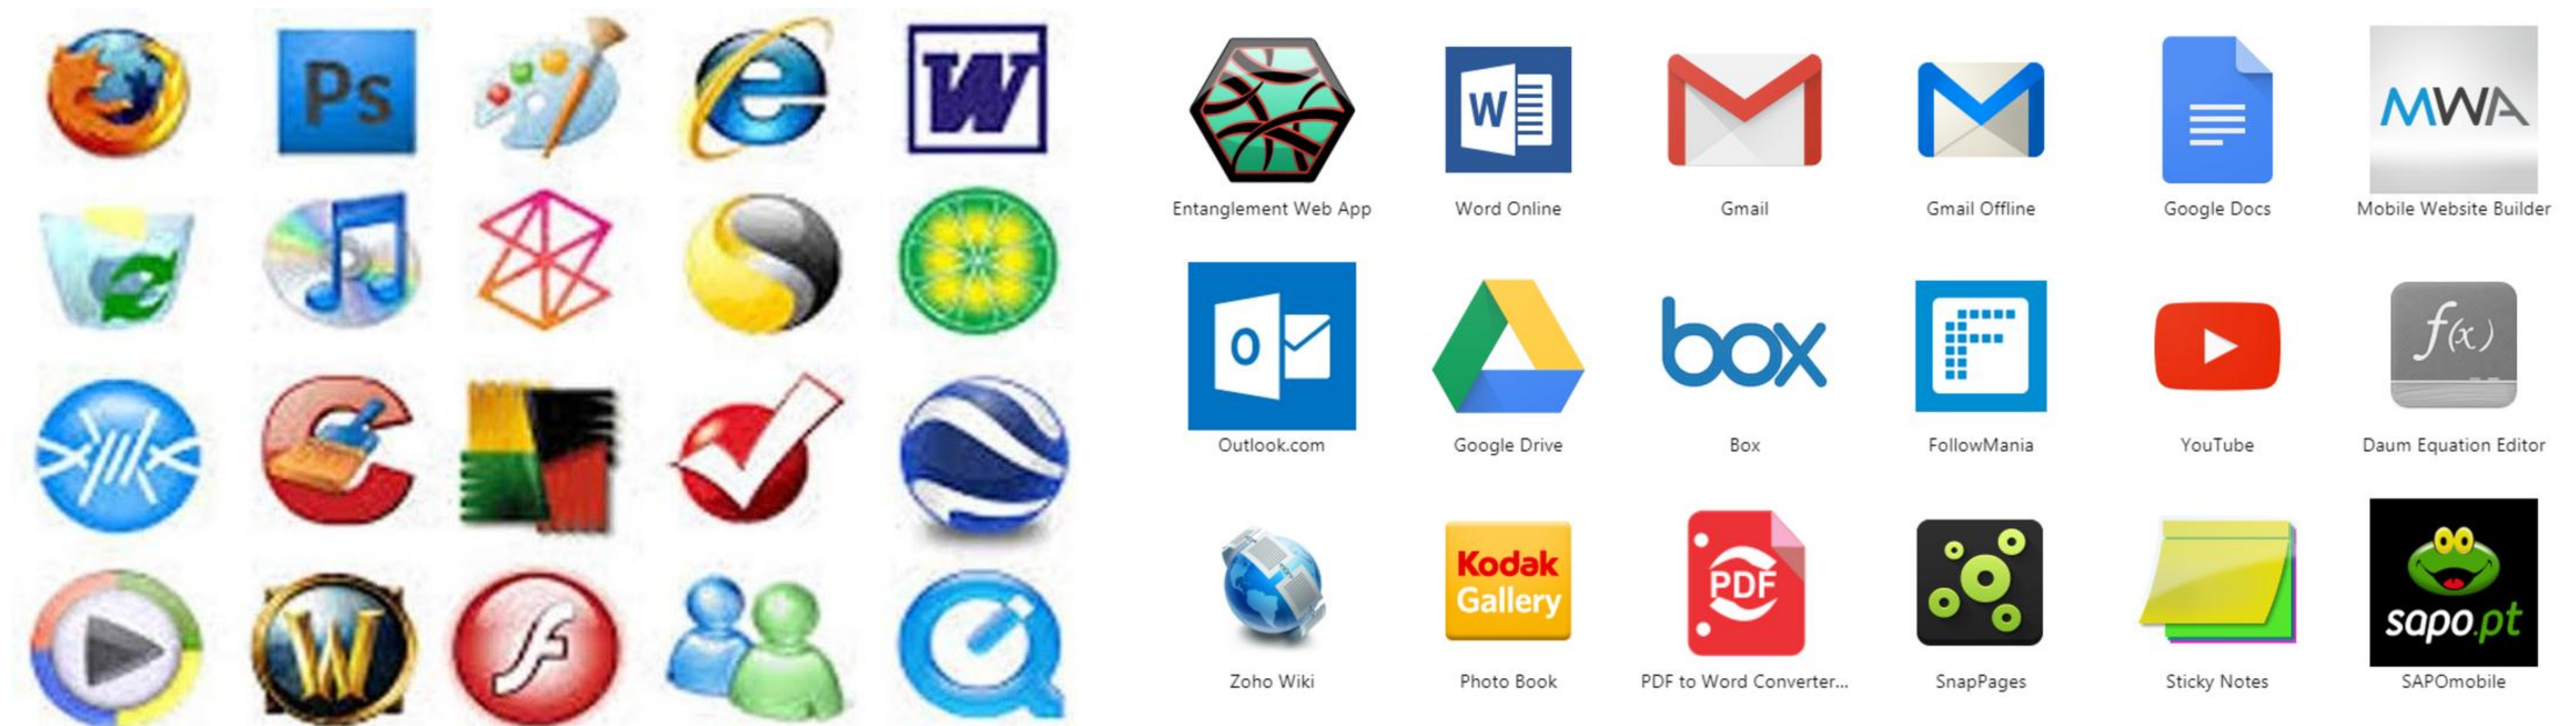 Ps
W
W
MWA
Entanglement Web App
Word Online
Gmail
Gmail Offline
Google Docs
Mobile Website Builder
O
box
F
f(x)
Outlook.com
Google Drive
Box
FollowMania
YouTube
Daum Equation Editor
W
f
Kodak
Gallery
PDF
sapo.pt
Zoho Wiki
Photo Book
PDF to Word Converter...
SnapPages
Sticky Notes
SAPOmobile